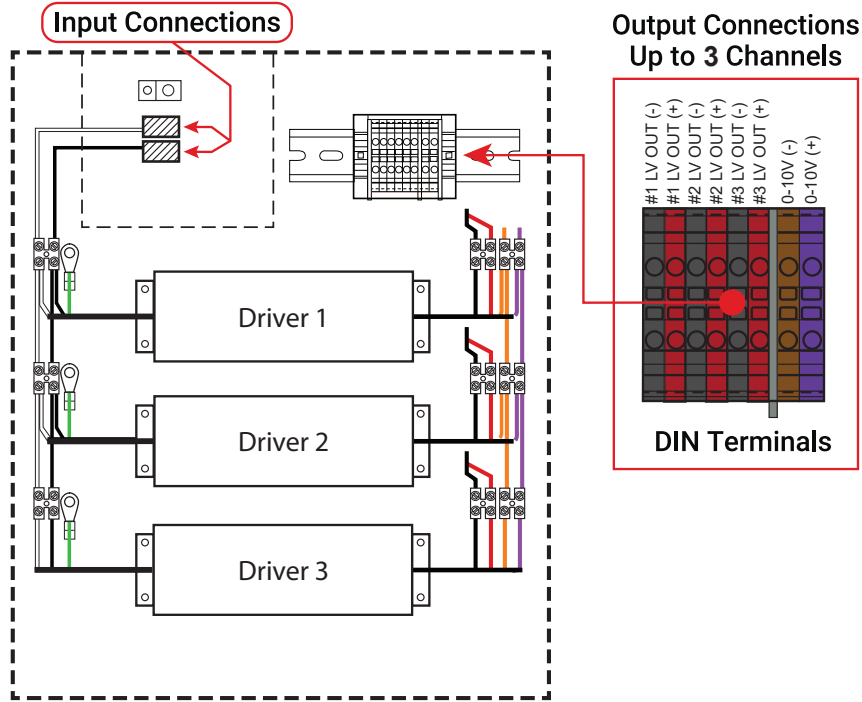 Input Connections
Output Connections
Up to 3 Channels
#1 LV OUT (-)
#1 LV OUT (+)
#2 LV OUT (-)
#2 LV OUT (+)
#3 LV OUT (-)
#3 LV OUT (+)
0-10V (-)
0-10V (+)
DIN Terminals
Driver 1
Driver 2
Driver 3